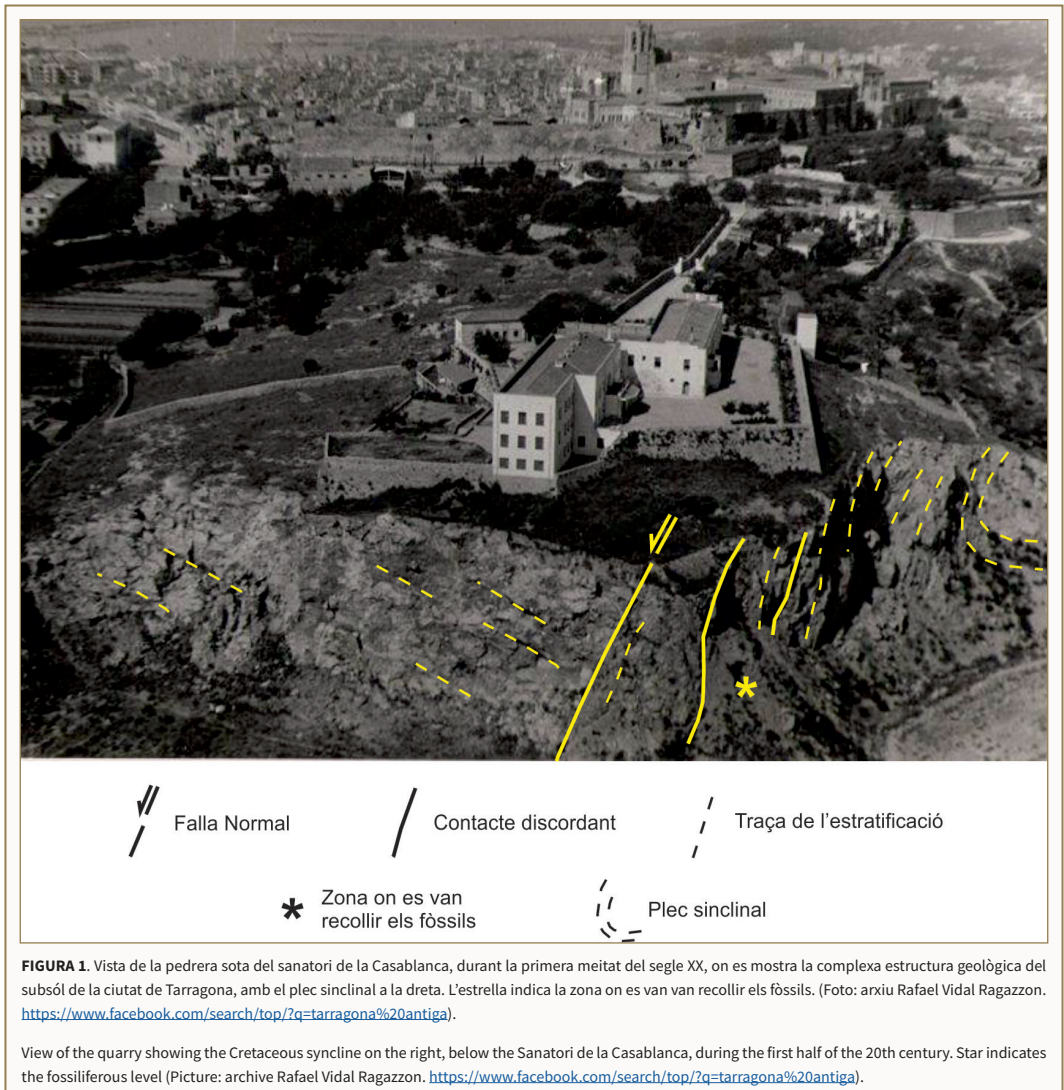 Falla Normal
Contacte discordant
Traça de l'estratificació
Zona on es van
recollir els fòssils
Plec sinclinal
FIGURA 1. Vista de la pedrera sota del sanatori de la Casablanca, durant la primera meitat del segle XX, on es mostra la complexa estructura geològica del
subsól de la ciutat de Tarragona, amb el plec sinclinal a la dreta. L'estrella indica la zona on es van van recollir els fòssils. (Foto: arxiu Rafael Vidal Ragazzon.
https://www.facebook.com/search/top/?q=tarragona%20antiga).
View of the quarry showing the Cretaceous syncline on the right, below the Sanatori de la Casablanca, during the first half of the 20th century. Star indicates
the fossiliferous level (Picture: archive Rafael Vidal Ragazzon. https://www.facebook.com/search/top/?q=tarragona%20antiga).